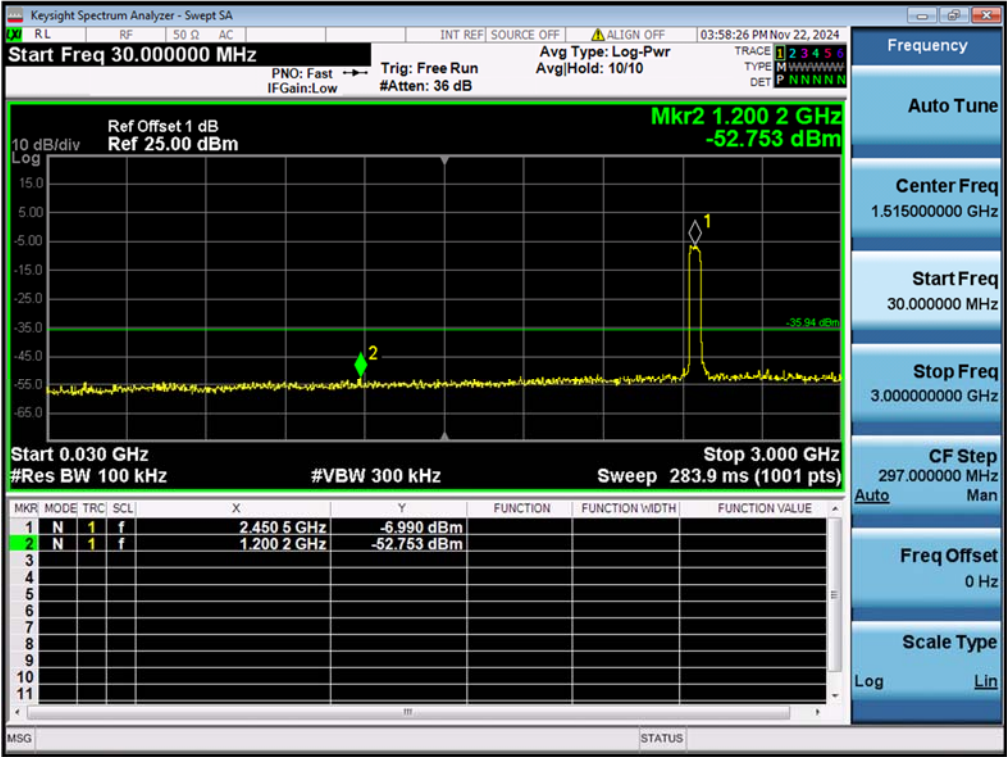 Keysight Spectrum Analyzer - Swept SA
RL RF 50 Ω AC INT REF SOURCE OFF ALIGN OFF 03:58:26 PM Nov 22, 2024
Start Freq 30.000000 MHz
PNO: Fast
IFGain:Low
Trig: Free Run
#Atten: 36 dB
Avg Type: Log-Pwr
Avg|Hold: 10/10
TRACE 1 2 3 4 5 6
TYPE M
DET P N N N N N
Mkr2 1.200 2 GHz
-52.753 dBm
Ref Offset 1 dB
10 dB/div Ref 25.00 dBm
Log
15.0
5.00
-5.00
-15.0
-25.0
-35.0
-45.0
-55.0
-65.0
1
-35.94 dBm
2
Start 0.030 GHz Stop 3.000 GHz
#Res BW 100 kHz #VBW 300 kHz Sweep 283.9 ms (1001 pts)
MKR MODE TRC SCL X Y FUNCTION FUNCTION WIDTH FUNCTION VALUE
1 N 1 f 2.450 5 GHz -6.990 dBm
2 N 1 f 1.200 2 GHz -52.753 dBm
3
4
5
6
7
8
9
10
11
MSG STATUS
Frequency
Auto Tune
Center Freq
1.515000000 GHz
Start Freq
30.000000 MHz
Stop Freq
3.000000000 GHz
CF Step
297.000000 MHz
Auto Man
Freq Offset
0 Hz
Scale Type
Log Lin